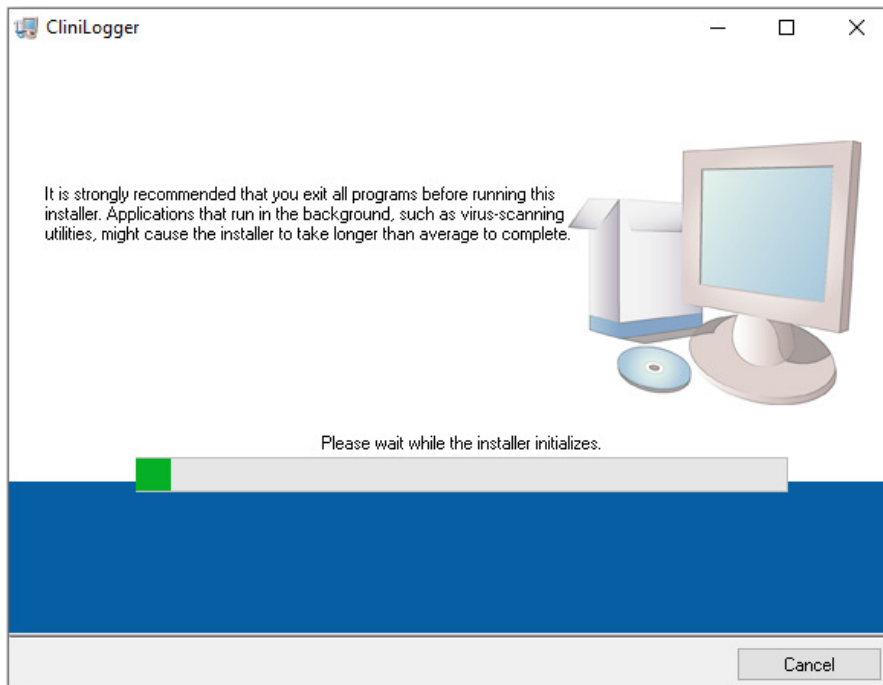 CliniLogger
It is strongly recommended that you exit all programs before running this
installer. Applications that run in the background, such as virus-scanning
utilities, might cause the installer to take longer than average to complete.
Please wait while the installer initializes.
Cancel